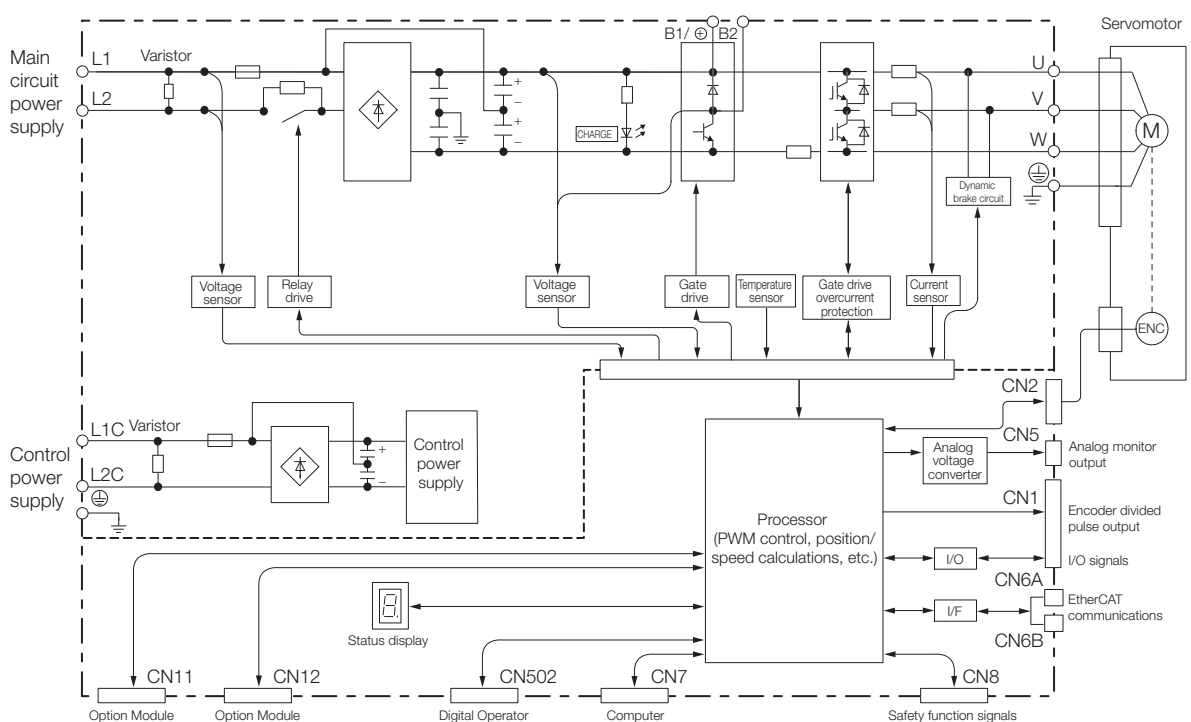 Servomotor
B1/ ⊕ B2
Main
circuit
power
supply
L1
Varistor
L2
+
−
+
−
CHARGE
U
V
W
M
Dynamic
brake circuit
Voltage
sensor
Relay
drive
Voltage
sensor
Gate
drive
Temperature
sensor
Gate drive
overcurrent
protection
Current
sensor
ENC
CN2
Control
power
supply
L1C
Varistor
L2C
+
−
Control
power
supply
CN5
Analog
voltage
converter
Analog monitor
output
CN1
Processor
(PWM control, position/
speed calculations, etc.)
Encoder divided
pulse output
I/O
I/O signals
CN6A
I/F
EtherCAT
communications
CN6B
8.
Status display
CN11
CN12
CN502
CN7
CN8
Option Module
Option Module
Digital Operator
Computer
Safety function signals